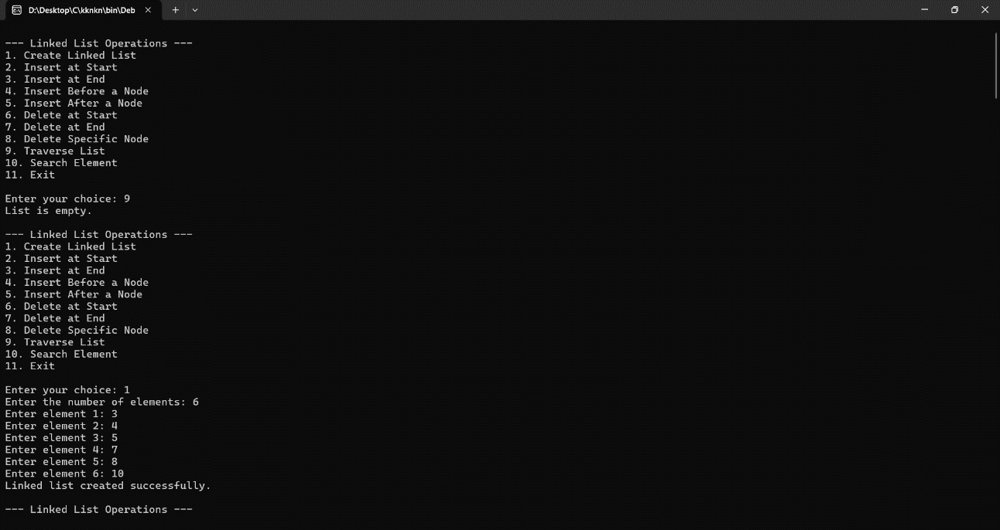 D:\Desktop\C\kknkn\bin\Deb
--- Linked List Operations ---
1. Create Linked List
2. Insert at Start
3. Insert at End
4. Insert Before a Node
5. Insert After a Node
6. Delete at Start
7. Delete at End
8. Delete Specific Node
9. Traverse List
10. Search Element
11. Exit
Enter your choice: 9
List is empty.
--- Linked List Operations ---
1. Create Linked List
2. Insert at Start
3. Insert at End
4. Insert Before a Node
5. Insert After a Node
6. Delete at Start
7. Delete at End
8. Delete Specific Node
9. Traverse List
10. Search Element
11. Exit
Enter your choice: 1
Enter the number of elements: 6
Enter element 1: 3
Enter element 2: 4
Enter element 3: 5
Enter element 4: 7
Enter element 5: 8
Enter element 6: 10
Linked list created successfully.
--- Linked List Operations ---